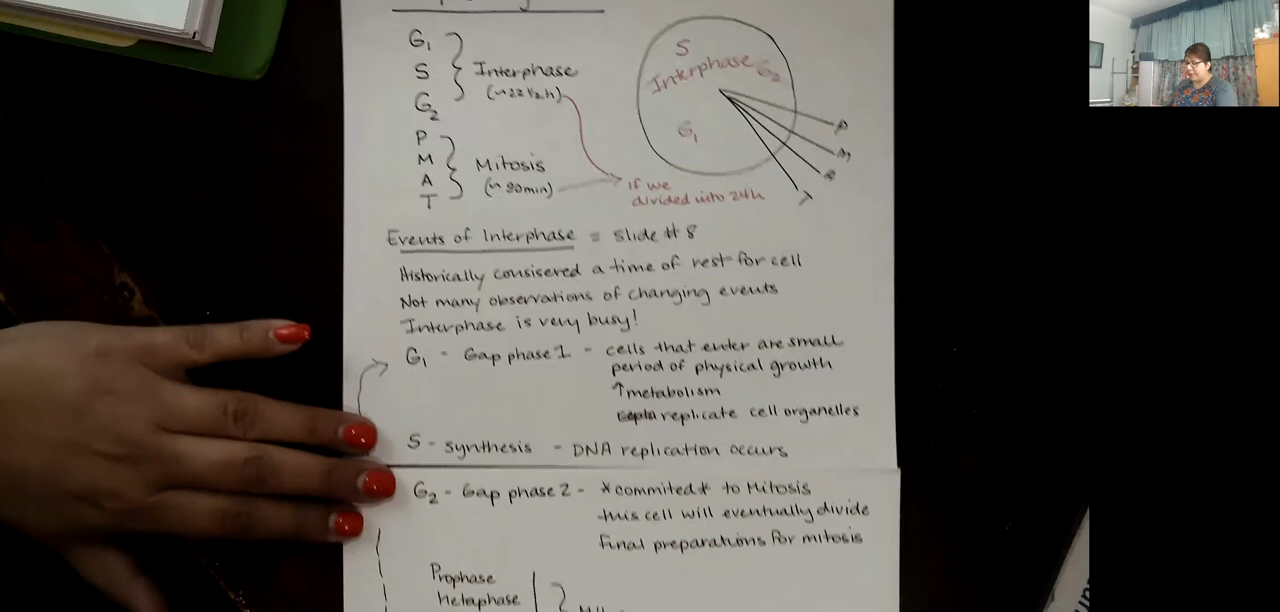 G₁
S
G₂
Interphase
(~22 1/2 h)
P
M
A
T
Mitosis
(~90min)
S
Interphase G₂
G₁
P
M
A
T
if we
divided into 24h
Events of Interphase = Slide # 8
Historically consisered a time of rest for cell
Not many observations of changing events
Interphase is very busy!
G₁ - Gap phase 1 - cells that enter are small
period of physical growth
↑ metabolism
replicate cell organelles
S - synthesis - DNA replication occurs
G₂ - Gap phase 2 - *commited* to Mitosis
this cell will eventually divide
final preparations for mitosis
Prophase
Metaphase